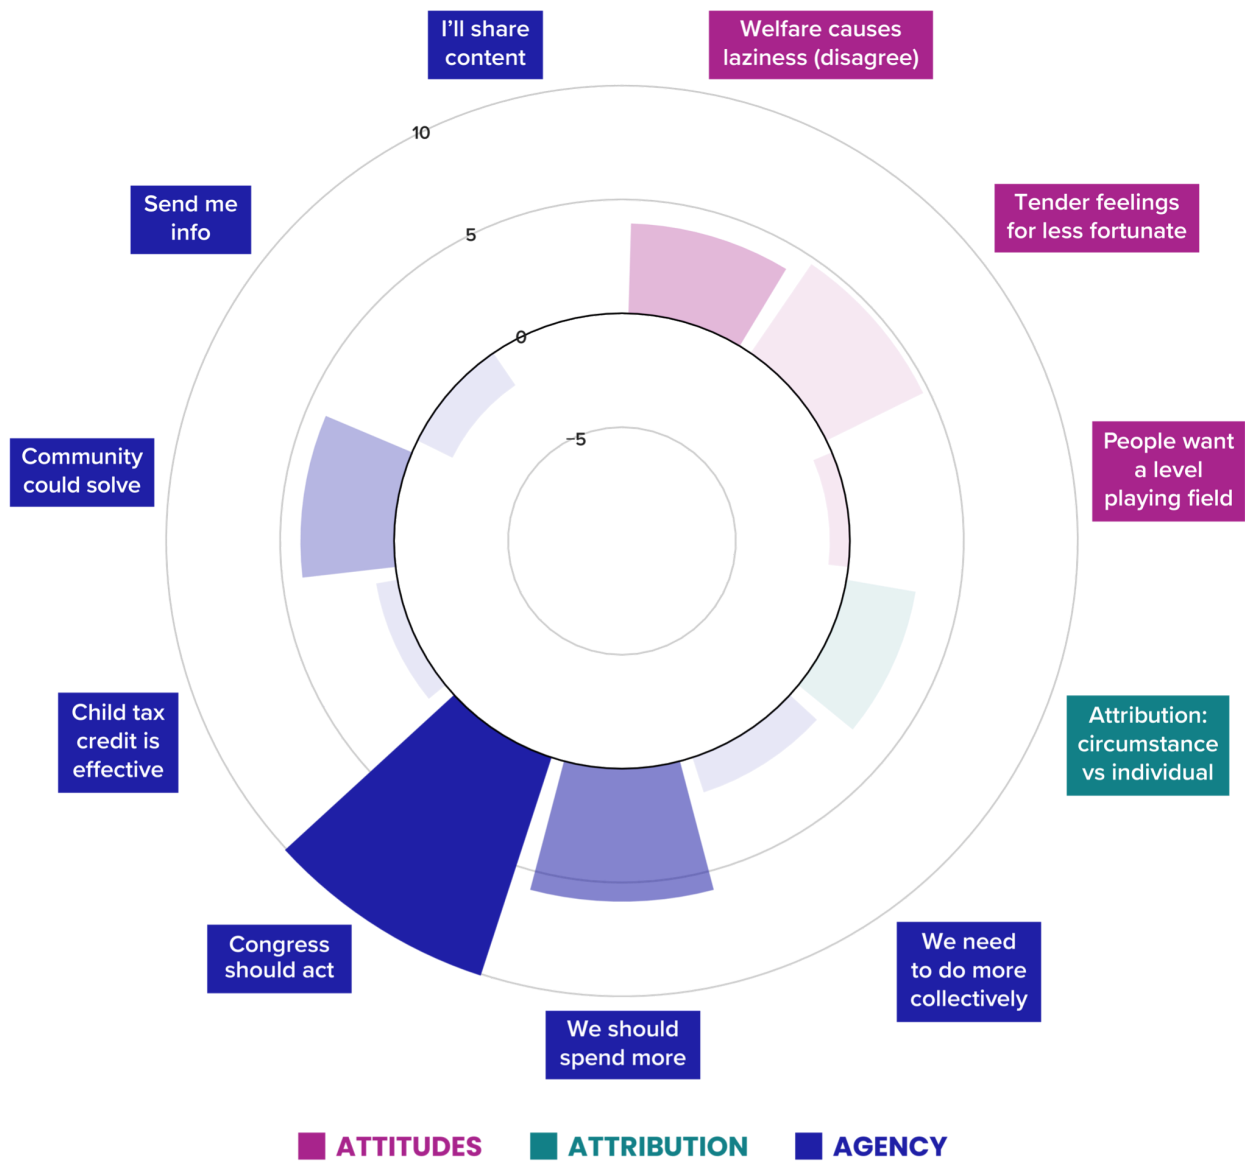 I’ll share
content
Welfare causes
laziness (disagree)
10
Send me
info
Tender feelings
for less fortunate
5
0
Community
could solve
People want
a level
playing field
−5
Child tax
credit is
effective
Attribution:
circumstance
vs individual
Congress
should act
We need
to do more
collectively
We should
spend more
ATTITUDES
ATTRIBUTION
AGENCY